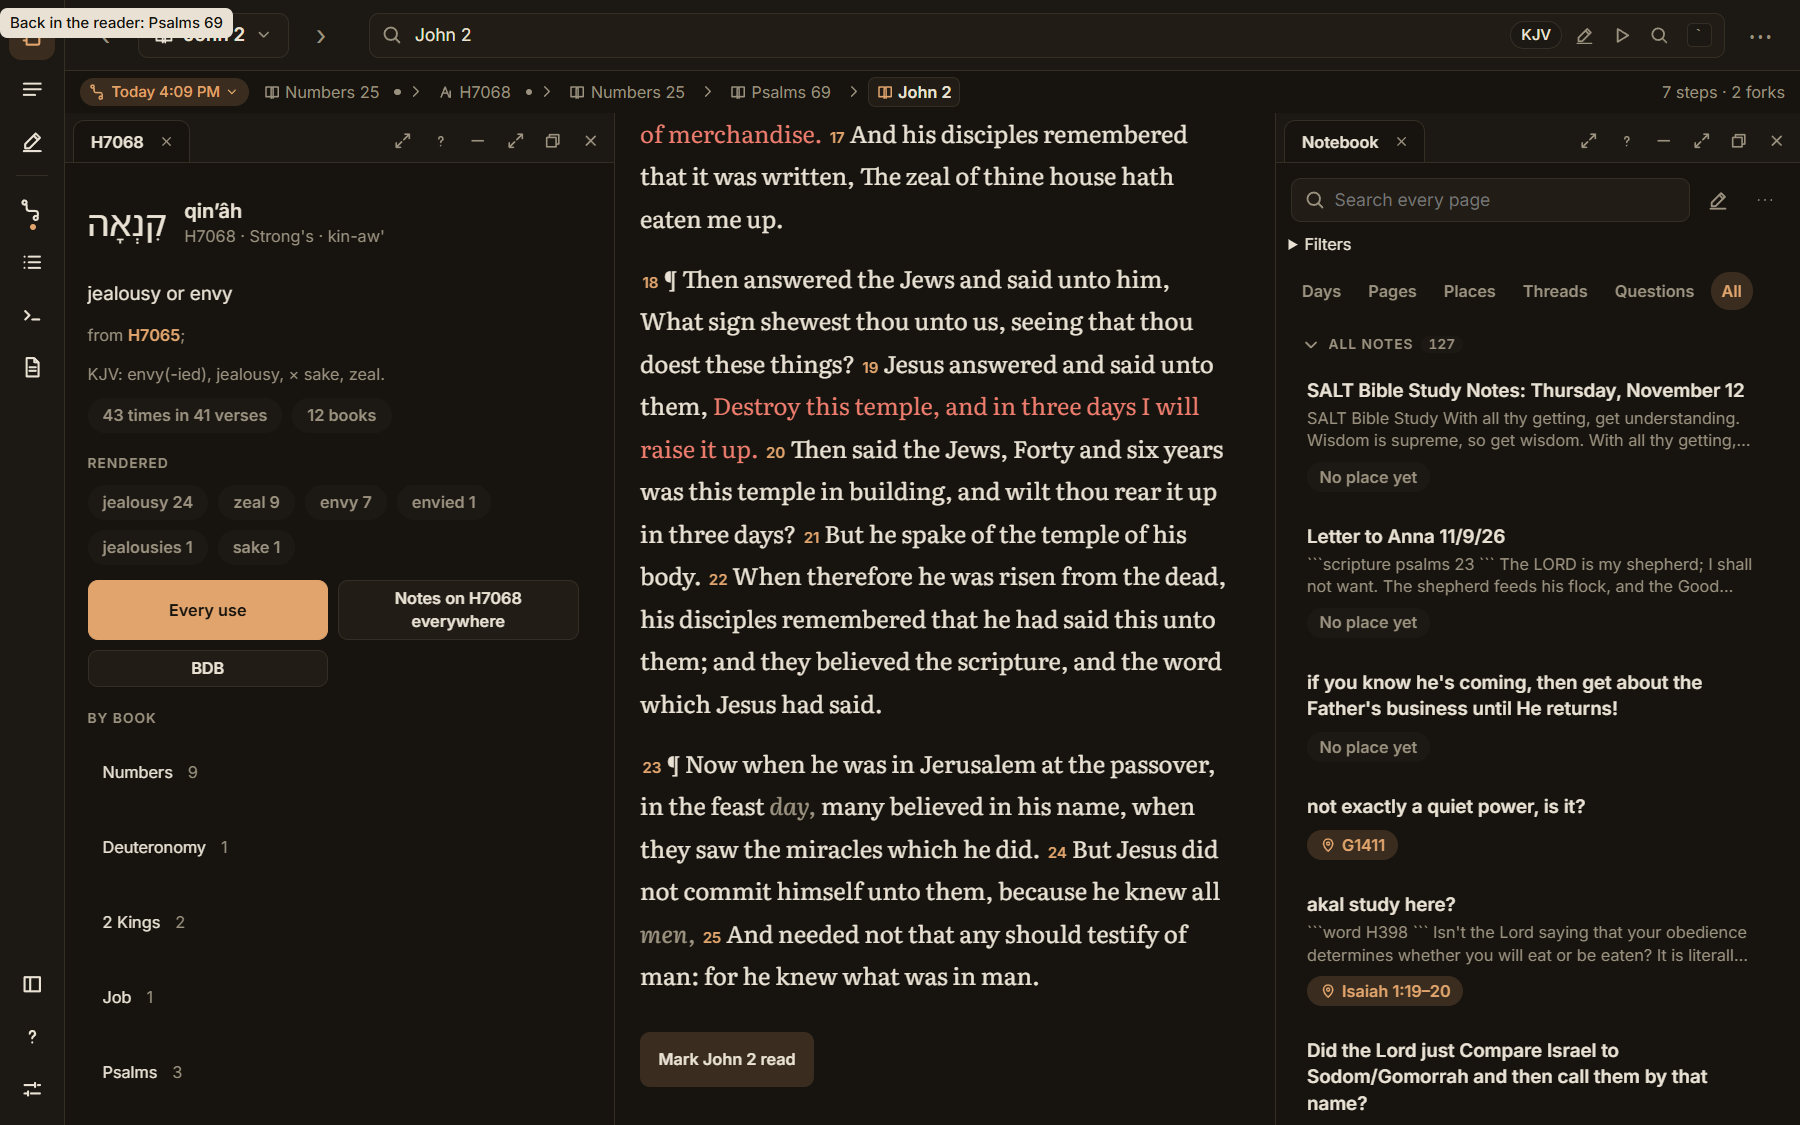 Back in the reader: Psalms 69
John 2
John 2
KJV
Today 4:09 PM
Numbers 25
H7068
Numbers 25
Psalms 69
John 2
7 steps · 2 forks
H7068
קִנְאָה
qin'âh
H7068 · Strong's · kin-aw'
jealousy or envy
from H7065;
KJV: envy(-ied), jealousy, × sake, zeal.
43 times in 41 verses
12 books
RENDERED
jealousy 24
zeal 9
envy 7
envied 1
jealousies 1
sake 1
Every use
Notes on H7068
everywhere
BDB
BY BOOK
Numbers 9
Deuteronomy 1
2 Kings 2
Job 1
Psalms 3
of merchandise. 17 And his disciples remembered
that it was written, The zeal of thine house hath
eaten me up.
18 ¶ Then answered the Jews and said unto him,
What sign shewest thou unto us, seeing that thou
doest these things? 19 Jesus answered and said unto
them, Destroy this temple, and in three days I will
raise it up. 20 Then said the Jews, Forty and six years
was this temple in building, and wilt thou rear it up
in three days? 21 But he spake of the temple of his
body. 22 When therefore he was risen from the dead,
his disciples remembered that he had said this unto
them; and they believed the scripture, and the word
which Jesus had said.
23 ¶ Now when he was in Jerusalem at the passover,
in the feast day, many believed in his name, when
they saw the miracles which he did. 24 But Jesus did
not commit himself unto them, because he knew all
men, 25 And needed not that any should testify of
man: for he knew what was in man.
Mark John 2 read
Notebook
Search every page
Filters
Days
Pages
Places
Threads
Questions
All
ALL NOTES 127
SALT Bible Study Notes: Thursday, November 12
SALT Bible Study With all thy getting, get understanding.
Wisdom is supreme, so get wisdom. With all thy getting,...
No place yet
Letter to Anna 11/9/26
```scripture psalms 23 ``` The LORD is my shepherd; I shall
not want. The shepherd feeds his flock, and the Good...
No place yet
if you know he's coming, then get about the
Father's business until He returns!
No place yet
not exactly a quiet power, is it?
G1411
akal study here?
```word H398 ``` Isn't the Lord saying that your obedience
determines whether you will eat or be eaten? It is literall...
Isaiah 1:19–20
Did the Lord just Compare Israel to
Sodom/Gomorrah and then call them by that
name?